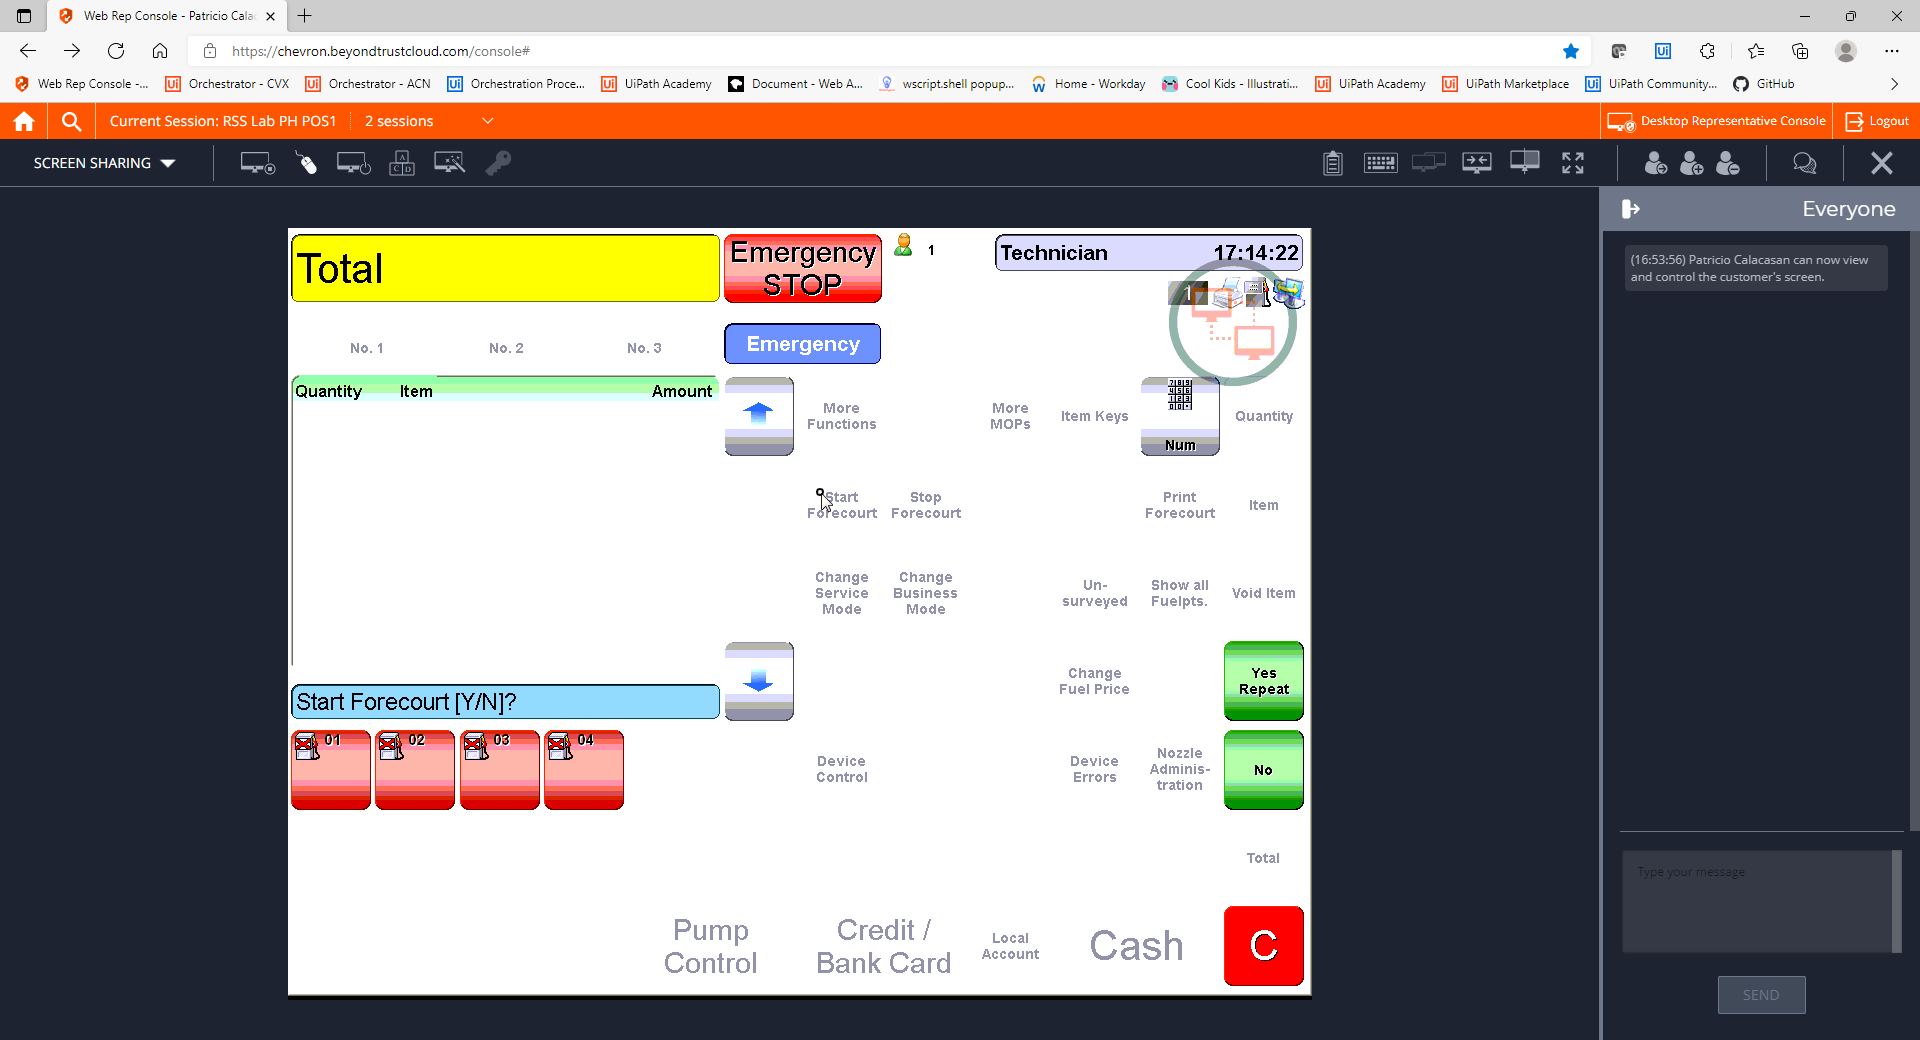 Web Rep Console - Patricio Cala
https://chevron.beyondtrustcloud.com/console#
Web Rep Console -...
Orchestrator - CVX
Orchestrator - ACN
Orchestration Proce...
UiPath Academy
Document - Web A...
wscript.shell popup...
Home - Workday
Cool Kids - Illustrati...
UiPath Academy
UiPath Marketplace
UiPath Community...
GitHub
Current Session: RSS Lab PH POS1
2 sessions
Desktop Representative Console
Logout
SCREEN SHARING
Everyone
(16:53:56) Patricio Calacasan can now view
and control the customer's screen.
Total
Emergency
STOP
1
Technician 17:14:22
1
No. 1
No. 2
No. 3
Emergency
Quantity Item Amount
More
Functions
More
MOPs
Item Keys
Num
Quantity
Start
Forecourt
Stop
Forecourt
Print
Forecourt
Item
Change
Service
Mode
Change
Business
Mode
Un-
surveyed
Show all
Fuelpts.
Void Item
Change
Fuel Price
Yes
Repeat
Start Forecourt [Y/N]?
01
02
03
04
Device
Control
Device
Errors
Nozzle
Adminis-
tration
No
Total
Type your message
Pump
Control
Credit /
Bank Card
Local
Account
Cash
C
SEND